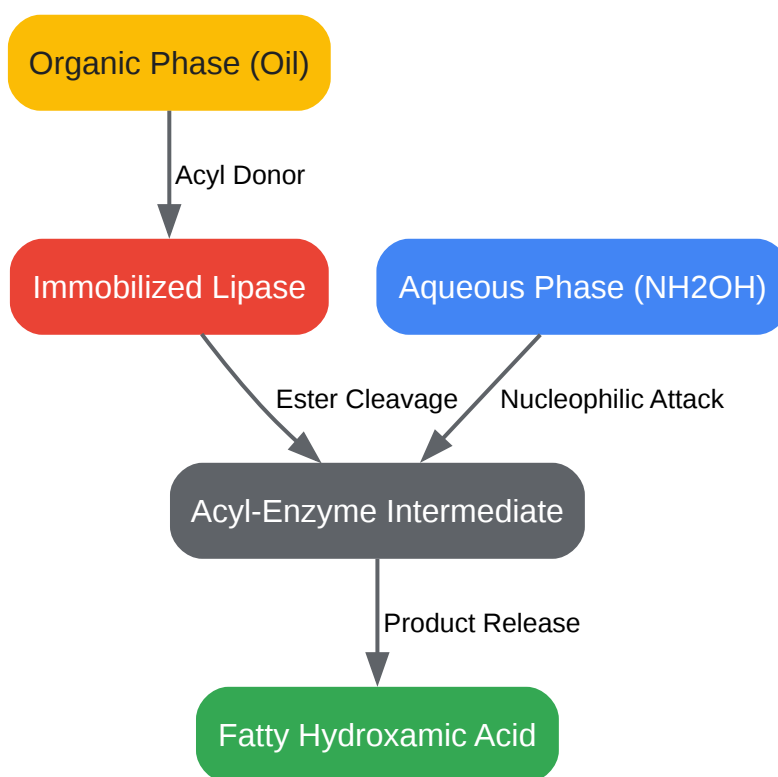 Organic Phase (Oil)
Acyl Donor
Immobilized Lipase
Aqueous Phase (NH2OH)
Ester Cleavage
Nucleophilic Attack
Acyl-Enzyme Intermediate
Product Release
Fatty Hydroxamic Acid